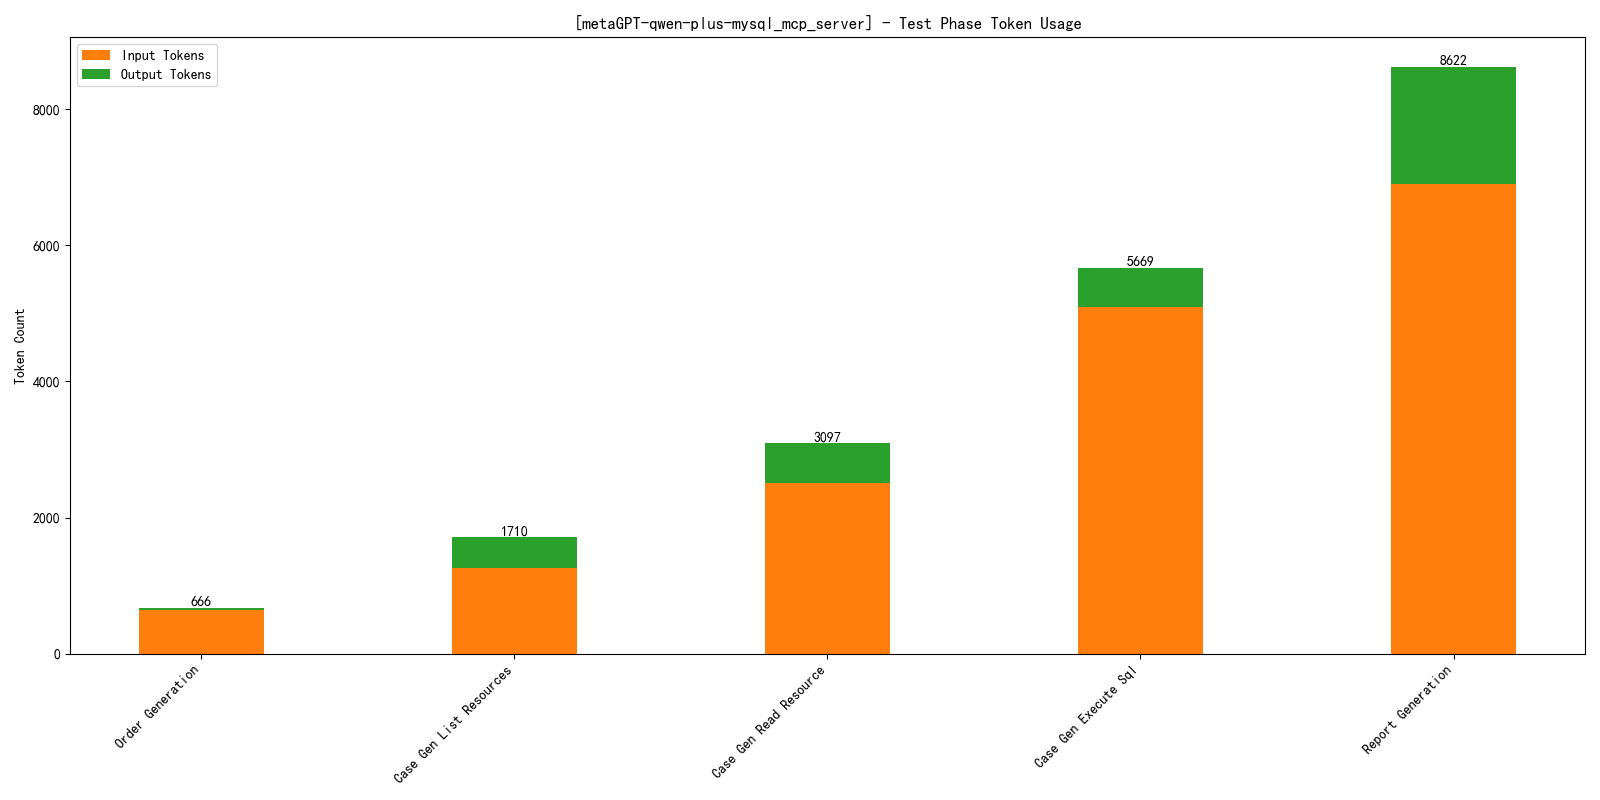 [metaGPT-qwen-plus-mysql_mcp_server] - Test Phase Token Usage
Input Tokens
Output Tokens
Token Count
8000
6000
4000
2000
0
666
1710
3097
5669
8622
Order Generation
Case Gen List Resources
Case Gen Read Resource
Case Gen Execute Sql
Report Generation